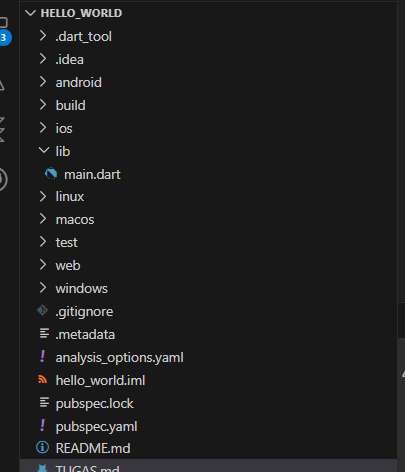 HELLO_WORLD
.dart_tool
.idea
android
build
ios
lib
main.dart
linux
macos
test
web
windows
.gitignore
.metadata
! analysis_options.yaml
hello_world.iml
pubspec.lock
! pubspec.yaml
README.md
TUGAS.md
3